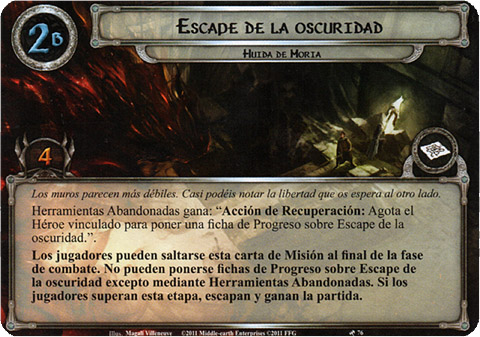 2B
Escape de la oscuridad
Huida de Moria
4
Los muros parecen más débiles. Casi podéis notar la libertad que os espera al otro lado.
Herramientas Abandonadas gana: “Acción de Recuperación: Agota el
Héroe vinculado para poner una ficha de Progreso sobre Escape de
la oscuridad.”.
Los jugadores pueden saltarse esta carta de Misión al final de la fase
de combate. No pueden ponerse fichas de Progreso sobre Escape
de la oscuridad excepto mediante Herramientas Abandonadas. Si los
jugadores superan esta etapa, escapan y ganan la partida.
Illus. Magali Villeneuve ©2011 Middle-earth Enterprises ©2011 FFG 76